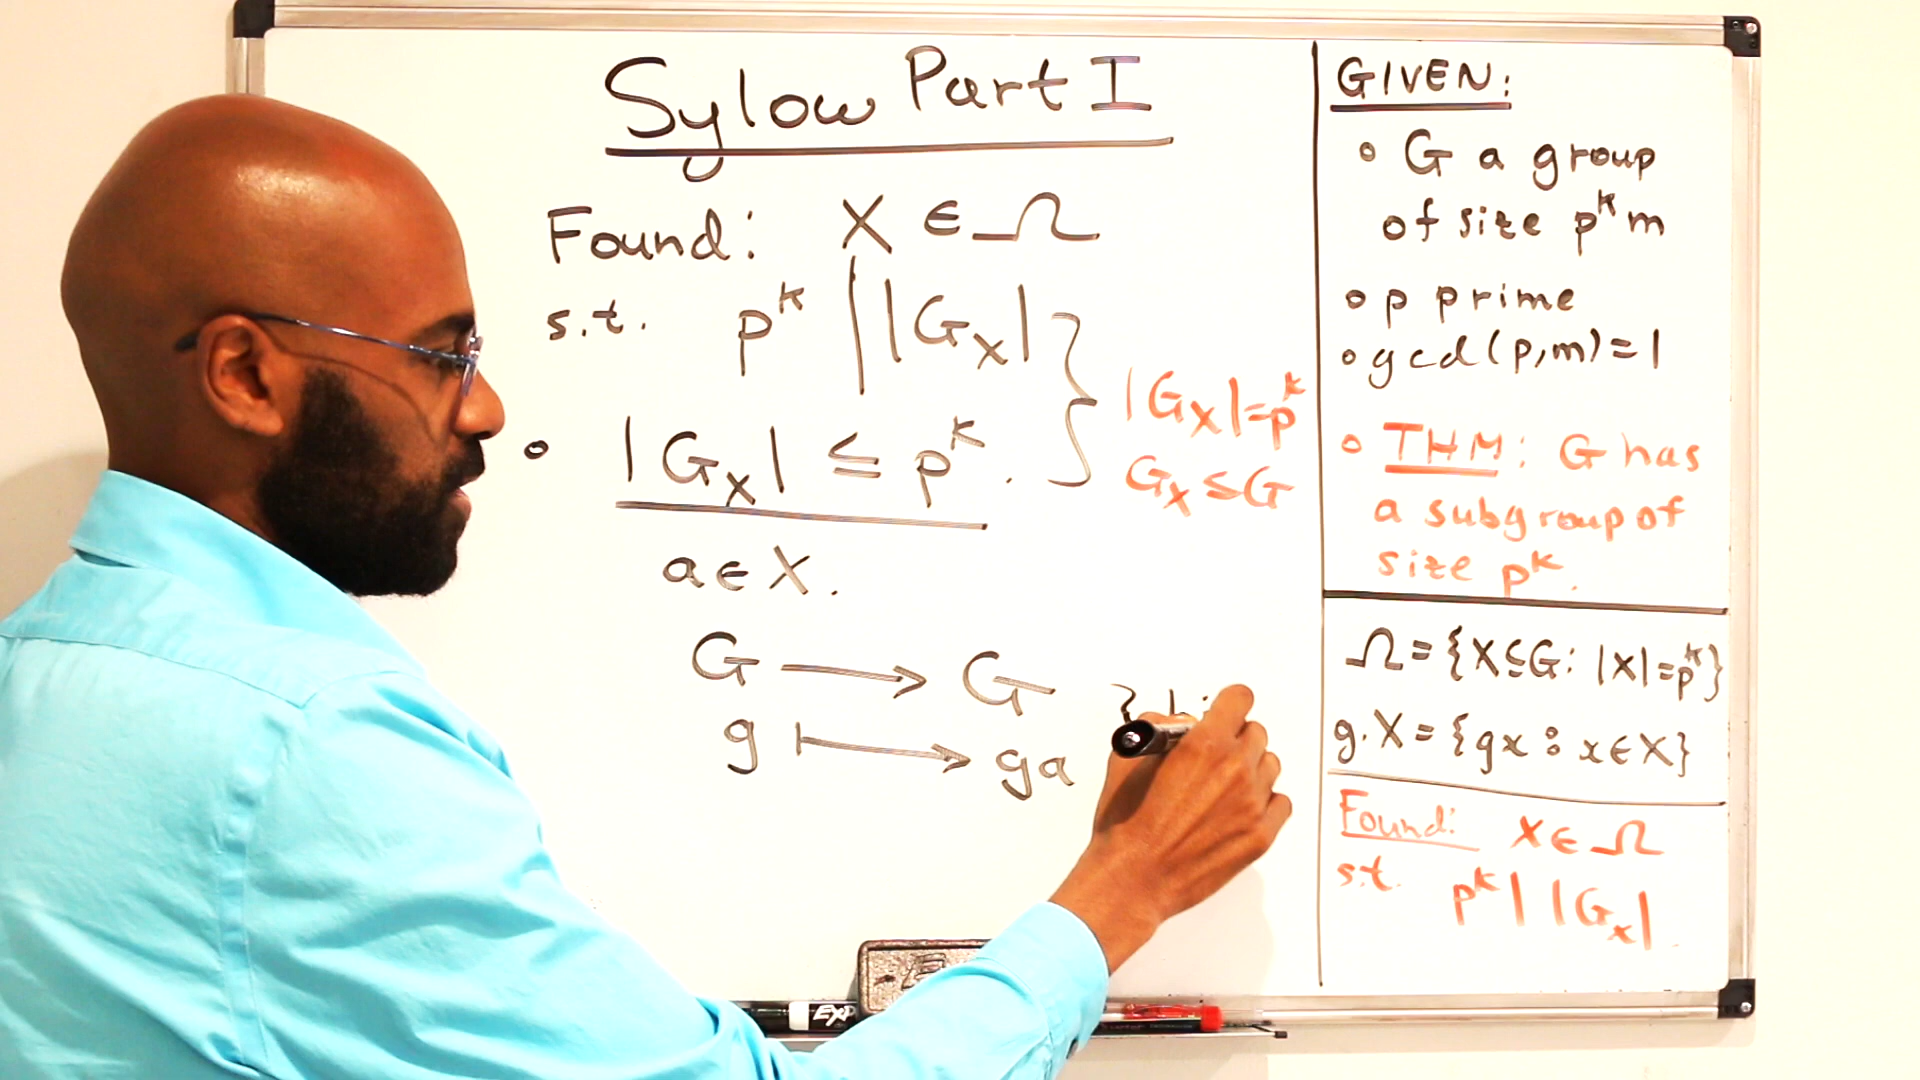 Sylow Part I
Found: X ∈ Ω
s.t. p^k | |G_X| }
• |G_X| ≤ p^k.
|G_X| = p^k
G_X ≤ G
a ∈ X.
G ⟶ G
g ⟼ ga }
GIVEN:
• G a group
of size p^k m
• p prime
• gcd(p,m)=1
• THM: G has
a subgroup of
size p^k.
Ω = {X⊆G: |X|=p^k}
g.X = {gx : x∈X}
Found: X ∈ Ω
s.t. p^k | |G_X|.
EXP